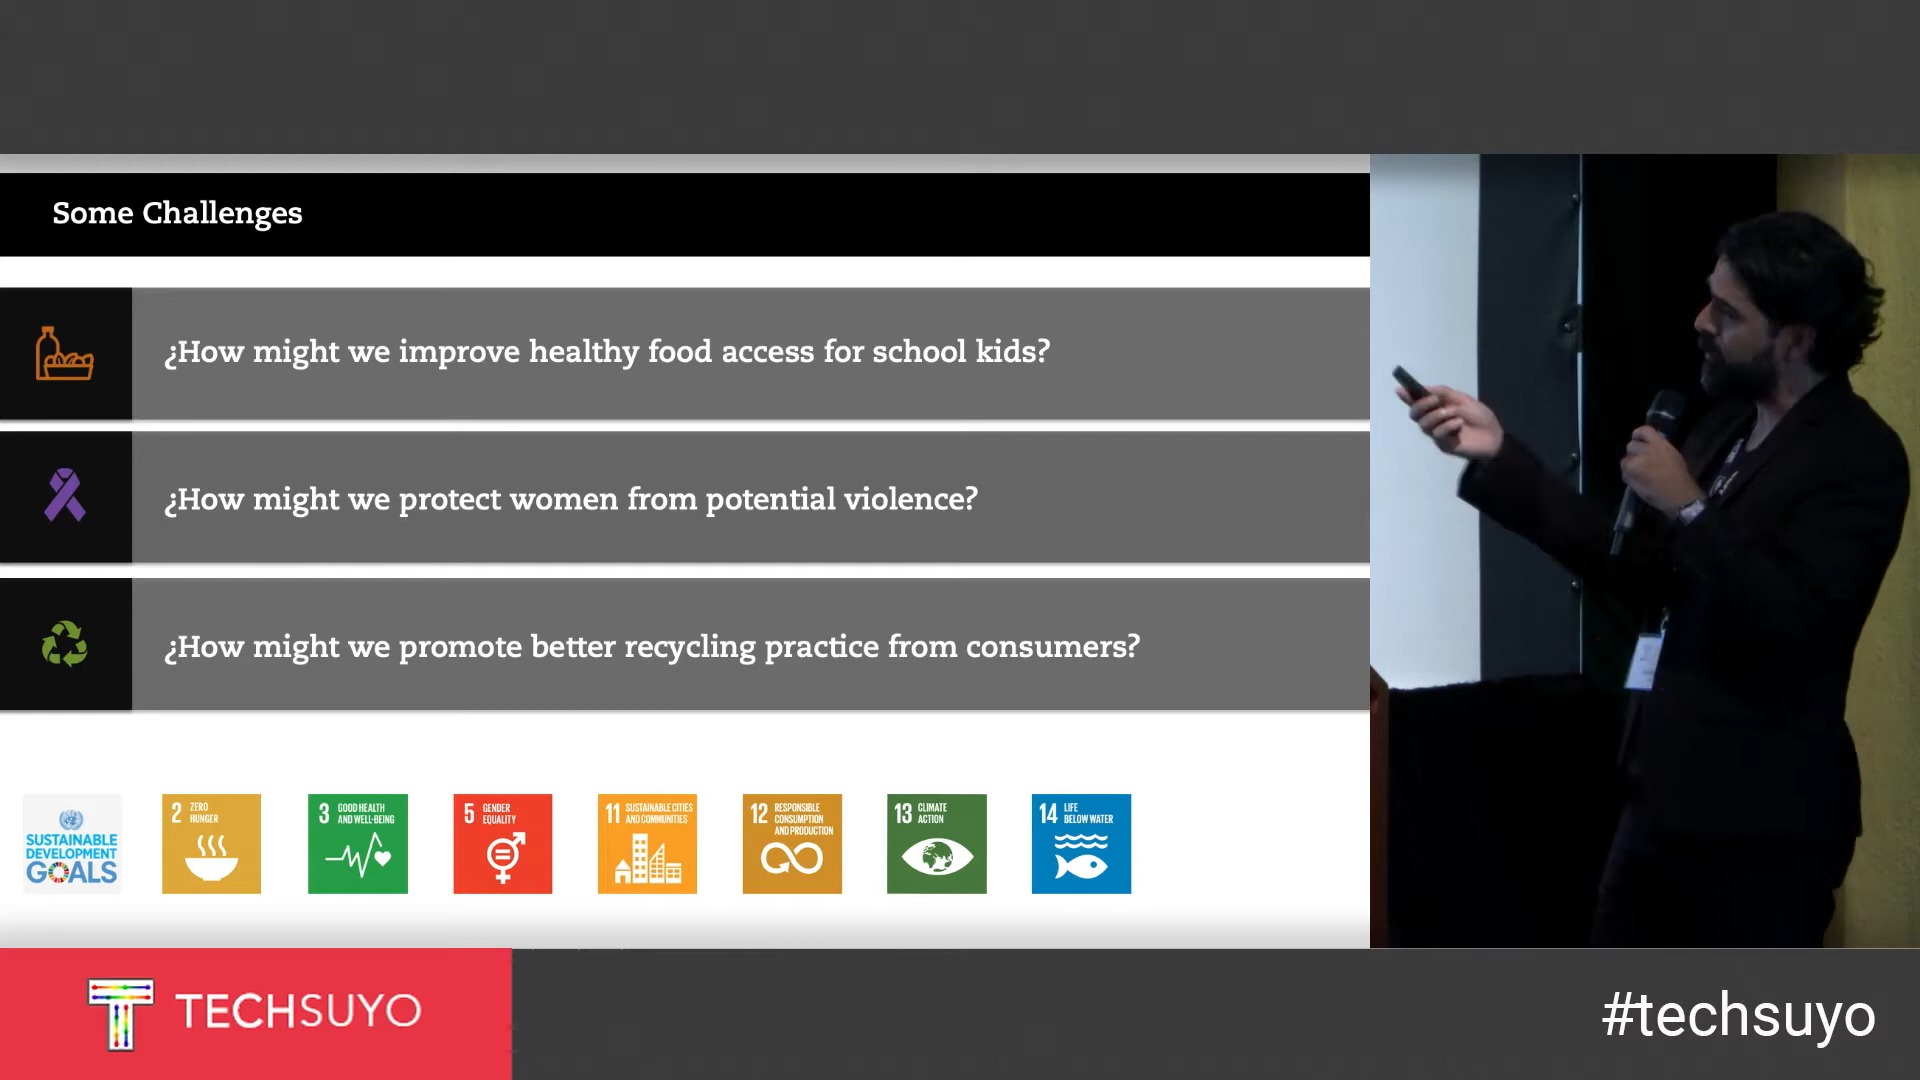 Some Challenges
¿How might we improve healthy food access for school kids?
¿How might we protect women from potential violence?
¿How might we promote better recycling practice from consumers?
SUSTAINABLE
DEVELOPMENT
GOALS
2 ZERO
HUNGER
3 GOOD HEALTH
AND WELL-BEING
5 GENDER
EQUALITY
11 SUSTAINABLE CITIES
AND COMMUNITIES
12 RESPONSIBLE
CONSUMPTION
AND PRODUCTION
13 CLIMATE
ACTION
14 LIFE
BELOW WATER
TECHSUYO
#techsuyo